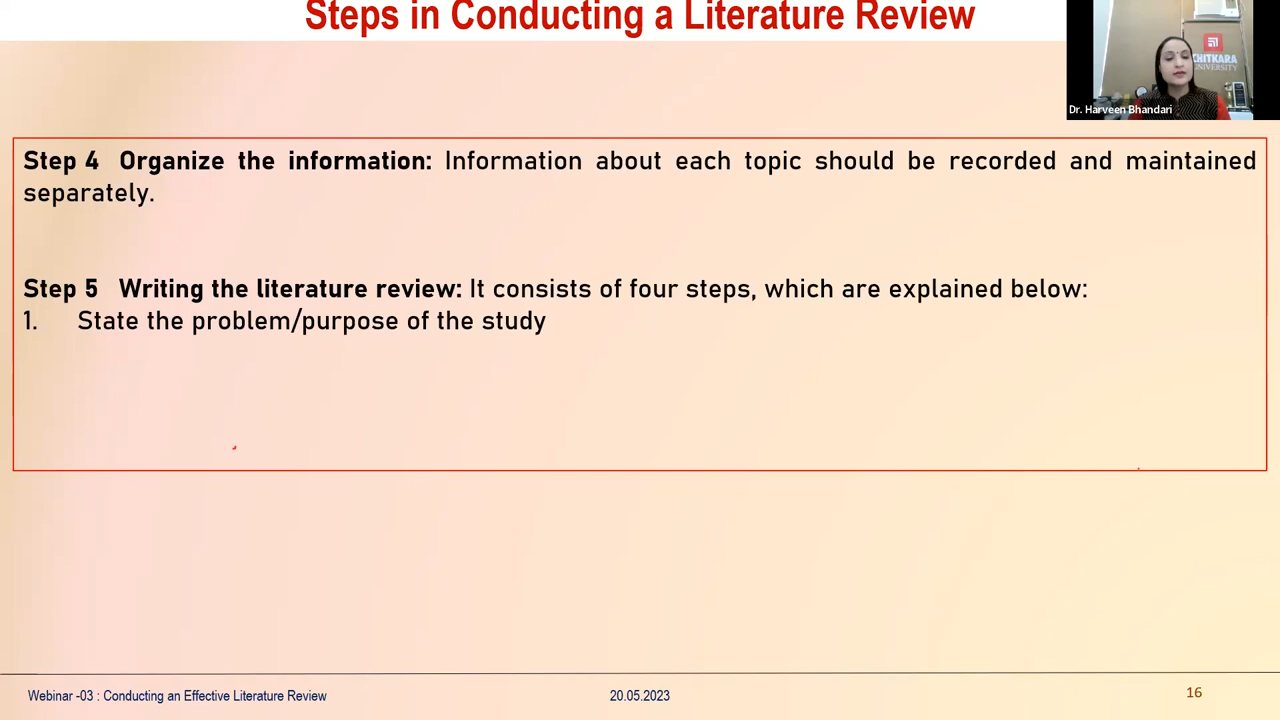 Steps in Conducting a Literature Review
CHITKARA
UNIVERSITY
Dr. Harveen Bhandari
Step 4 Organize the information: Information about each topic should be recorded and maintained
separately.
Step 5 Writing the literature review: It consists of four steps, which are explained below:
1. State the problem/purpose of the study
Webinar -03 : Conducting an Effective Literature Review
20.05.2023
16